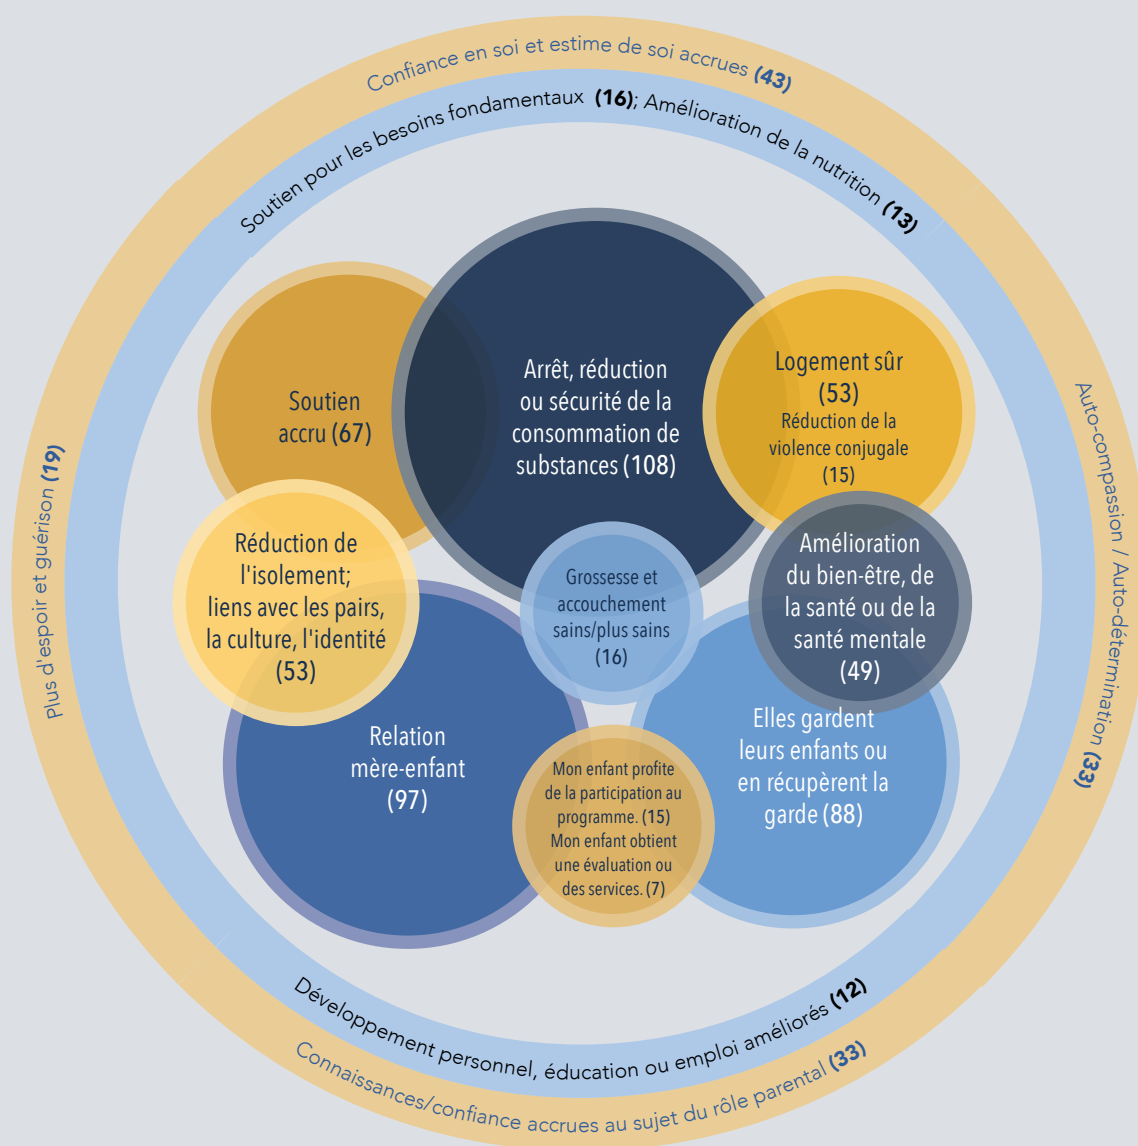 Confiance en soi et estime de soi accrues (43)
Soutien pour les besoins fondamentaux (16); Amélioration de la nutrition (13)
Plus d'espoir et guérison (19)
Auto-compassion / Auto-détermination (33)
Soutien
accru (67)
Arrêt, réduction
ou sécurité de la
consommation de
substances (108)
Logement sûr
(53)
Réduction de la
violence conjugale
(15)
Réduction de
l'isolement;
liens avec les pairs,
la culture, l'identité
(53)
Grossesse et
accouchement
sains/plus sains
(16)
Amélioration
du bien-être, de
la santé ou de la
santé mentale
(49)
Relation
mère-enfant
(97)
Mon enfant profite
de la participation au
programme. (15)
Mon enfant obtient
une évaluation ou
des services. (7)
Elles gardent
leurs enfants ou
en récupèrent la
garde (88)
Développement personnel, éducation ou emploi améliorés (12)
Connaissances/confiance accrues au sujet du rôle parental (33)